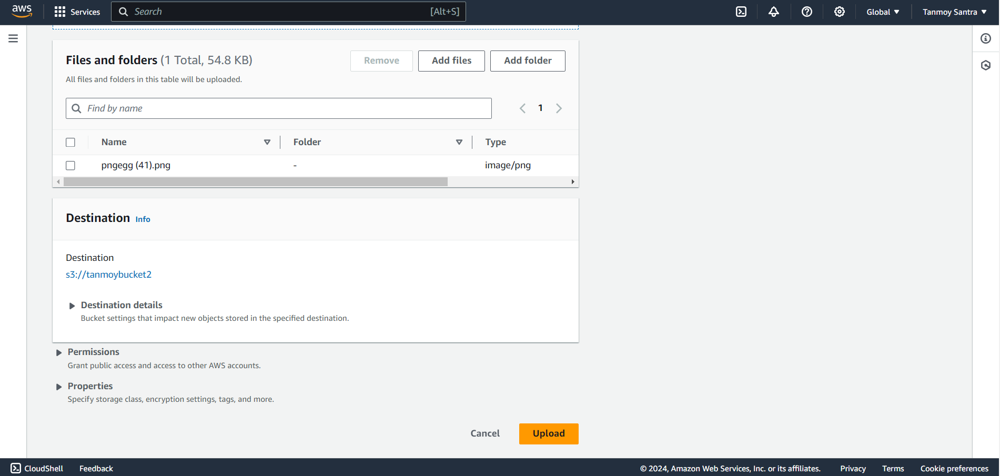 aws Services Search [Alt+S] Global Tanmoy Santra
Files and folders (1 Total, 54.8 KB) Remove Add files Add folder
All files and folders in this table will be uploaded.
Find by name 1
Name Folder Type
pngegg (41).png - image/png
Destination Info
Destination
s3://tanmoybucket2
Destination details
Bucket settings that impact new objects stored in the specified destination.
Permissions
Grant public access and access to other AWS accounts.
Properties
Specify storage class, encryption settings, tags, and more.
Cancel Upload
CloudShell Feedback © 2024, Amazon Web Services, Inc. or its affiliates. Privacy Terms Cookie preferences